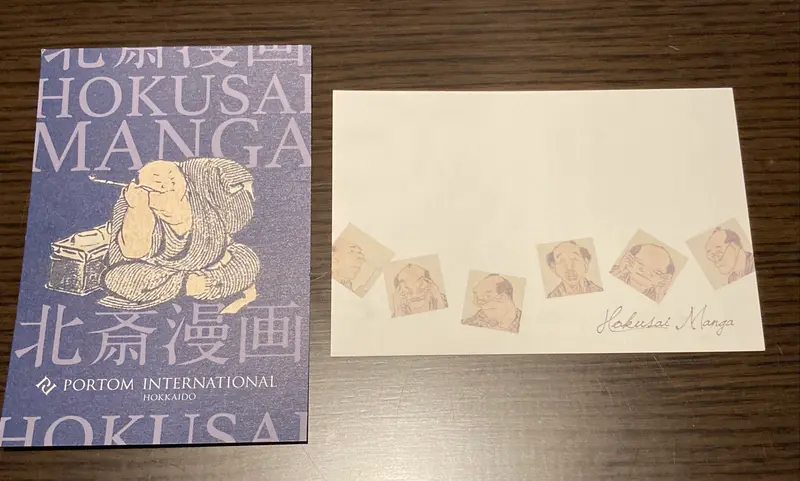 北斎漫画
HOKUSAI
MANGA
北斎漫画
PORTOM INTERNATIONAL
HOKKAIDO
HOKUSAI
Hokusai Manga